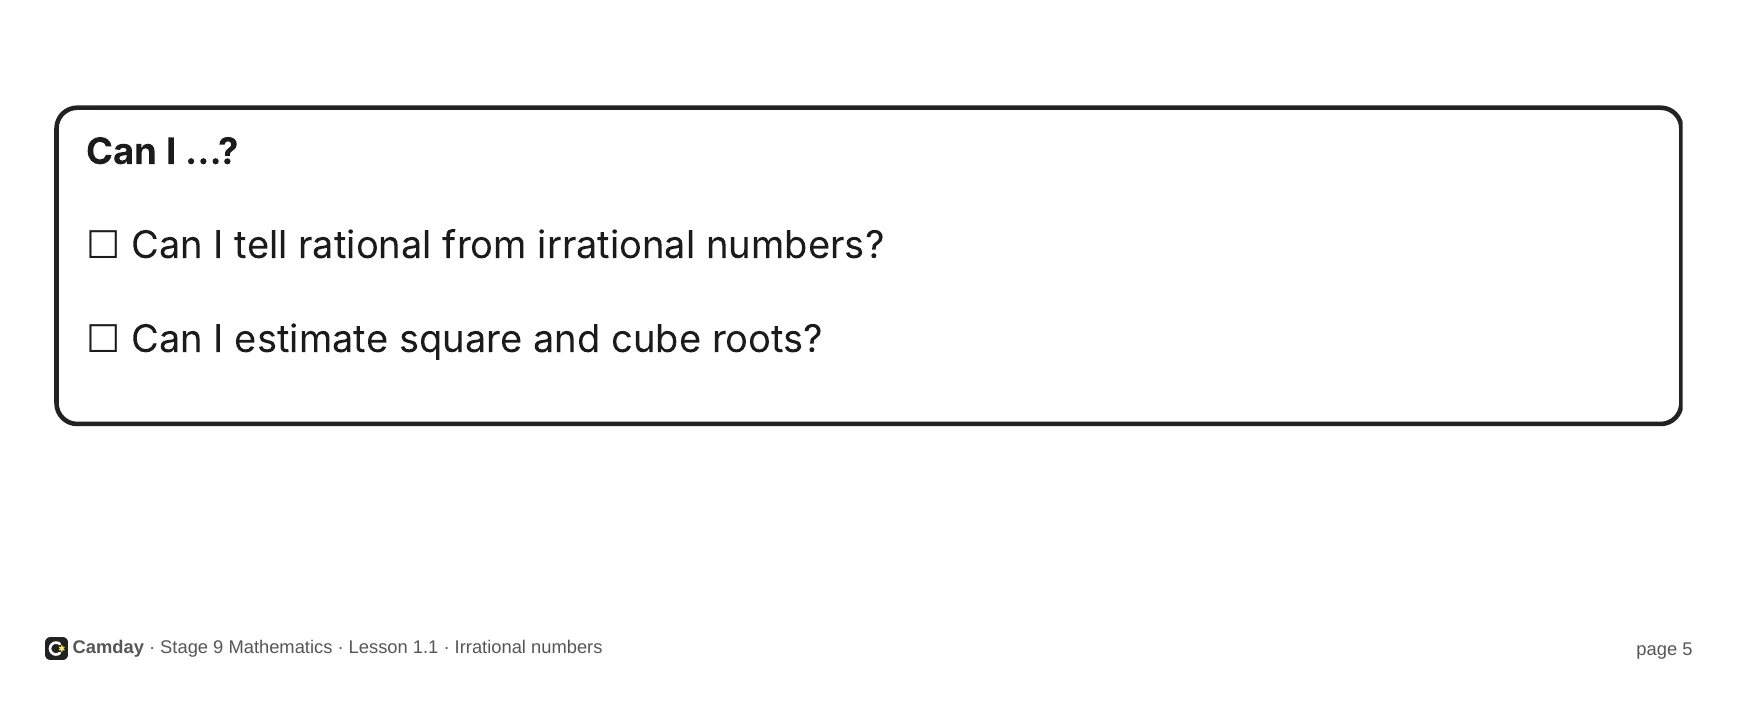 Can I …?
☐ Can I tell rational from irrational numbers?
☐ Can I estimate square and cube roots?
Camday · Stage 9 Mathematics · Lesson 1.1 · Irrational numbers
page 5